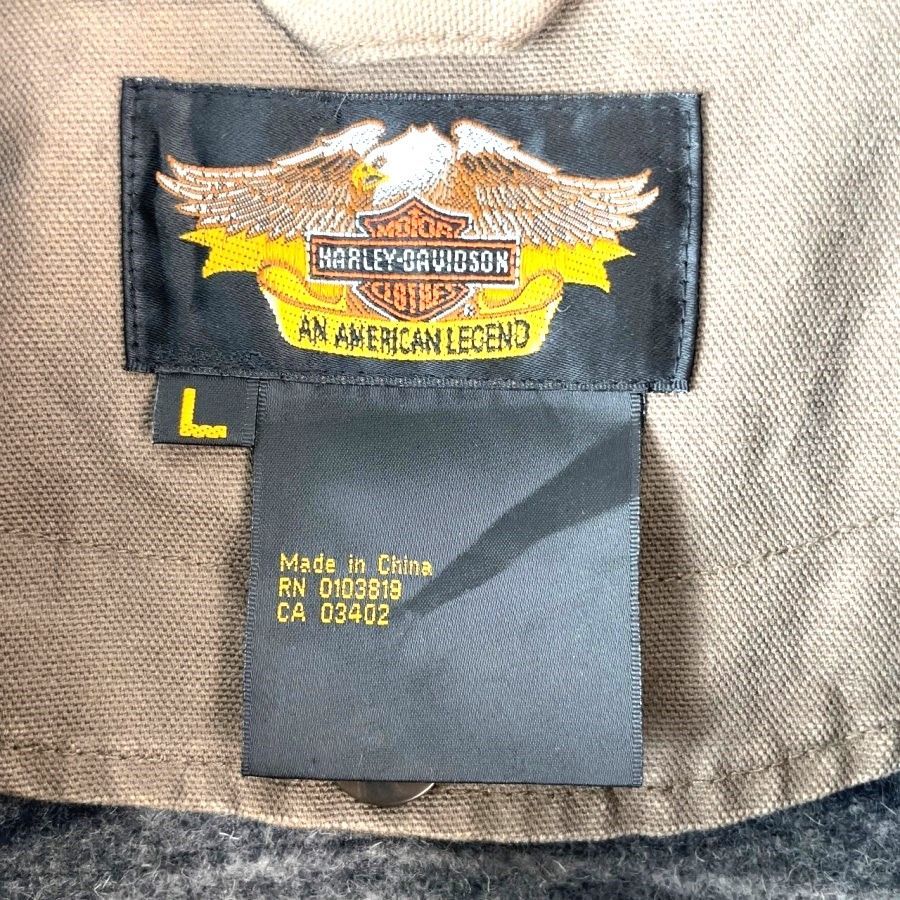 MOTOR
HARLEY-DAVIDSON
CLOTHES
AN AMERICAN LEGEND
L
Made in China
RN 0103819
CA 03402